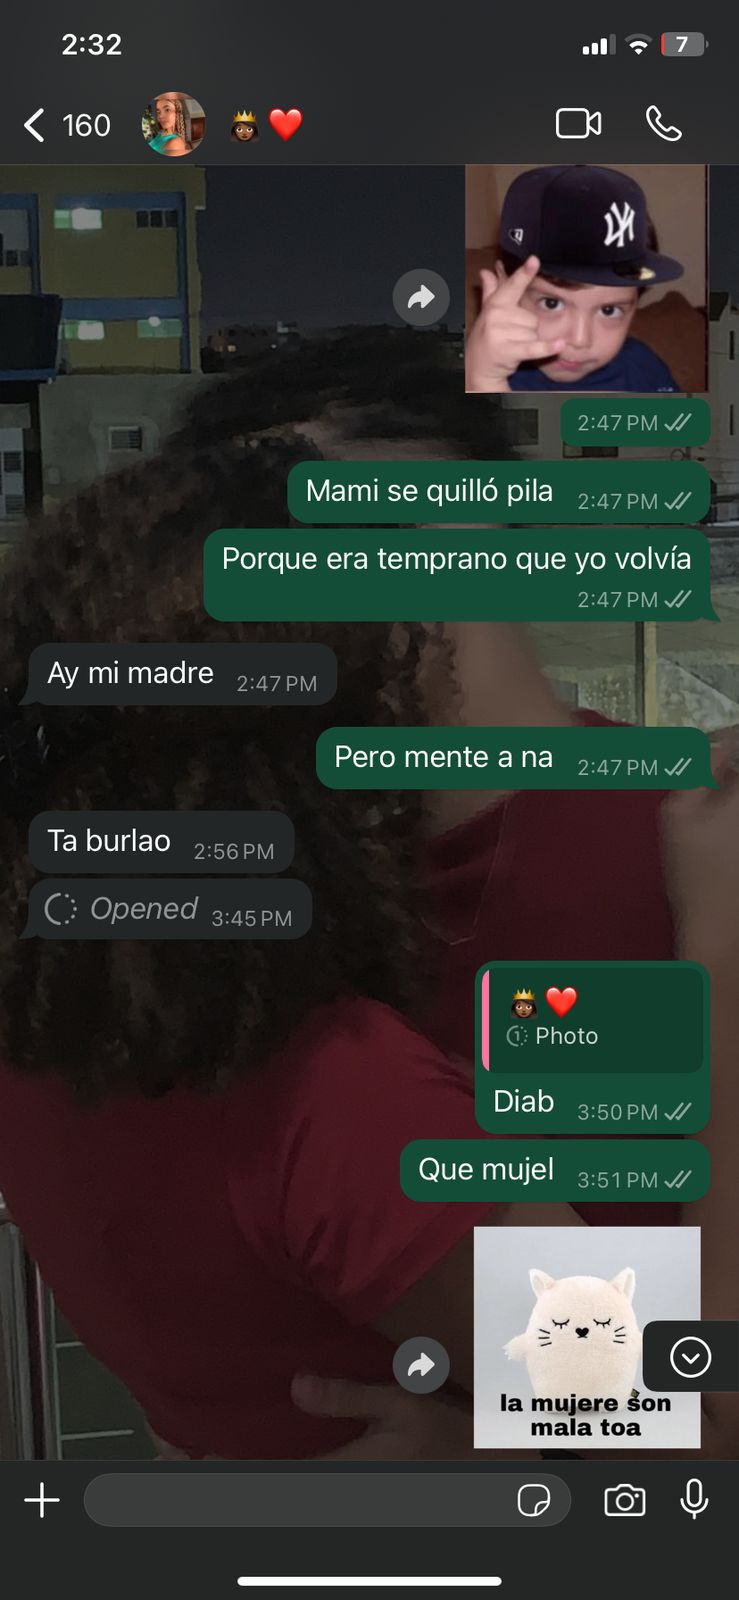 2:32
7
160
NY
2:47 PM
Mami se quilló pila 2:47 PM
Porque era temprano que yo volvía
2:47 PM
Ay mi madre 2:47 PM
Pero mente a na 2:47 PM
Ta burlao 2:56 PM
Opened 3:45 PM
👸🏾❤️
1 Photo
Diab 3:50 PM
Que mujel 3:51 PM
la mujere son
mala toa